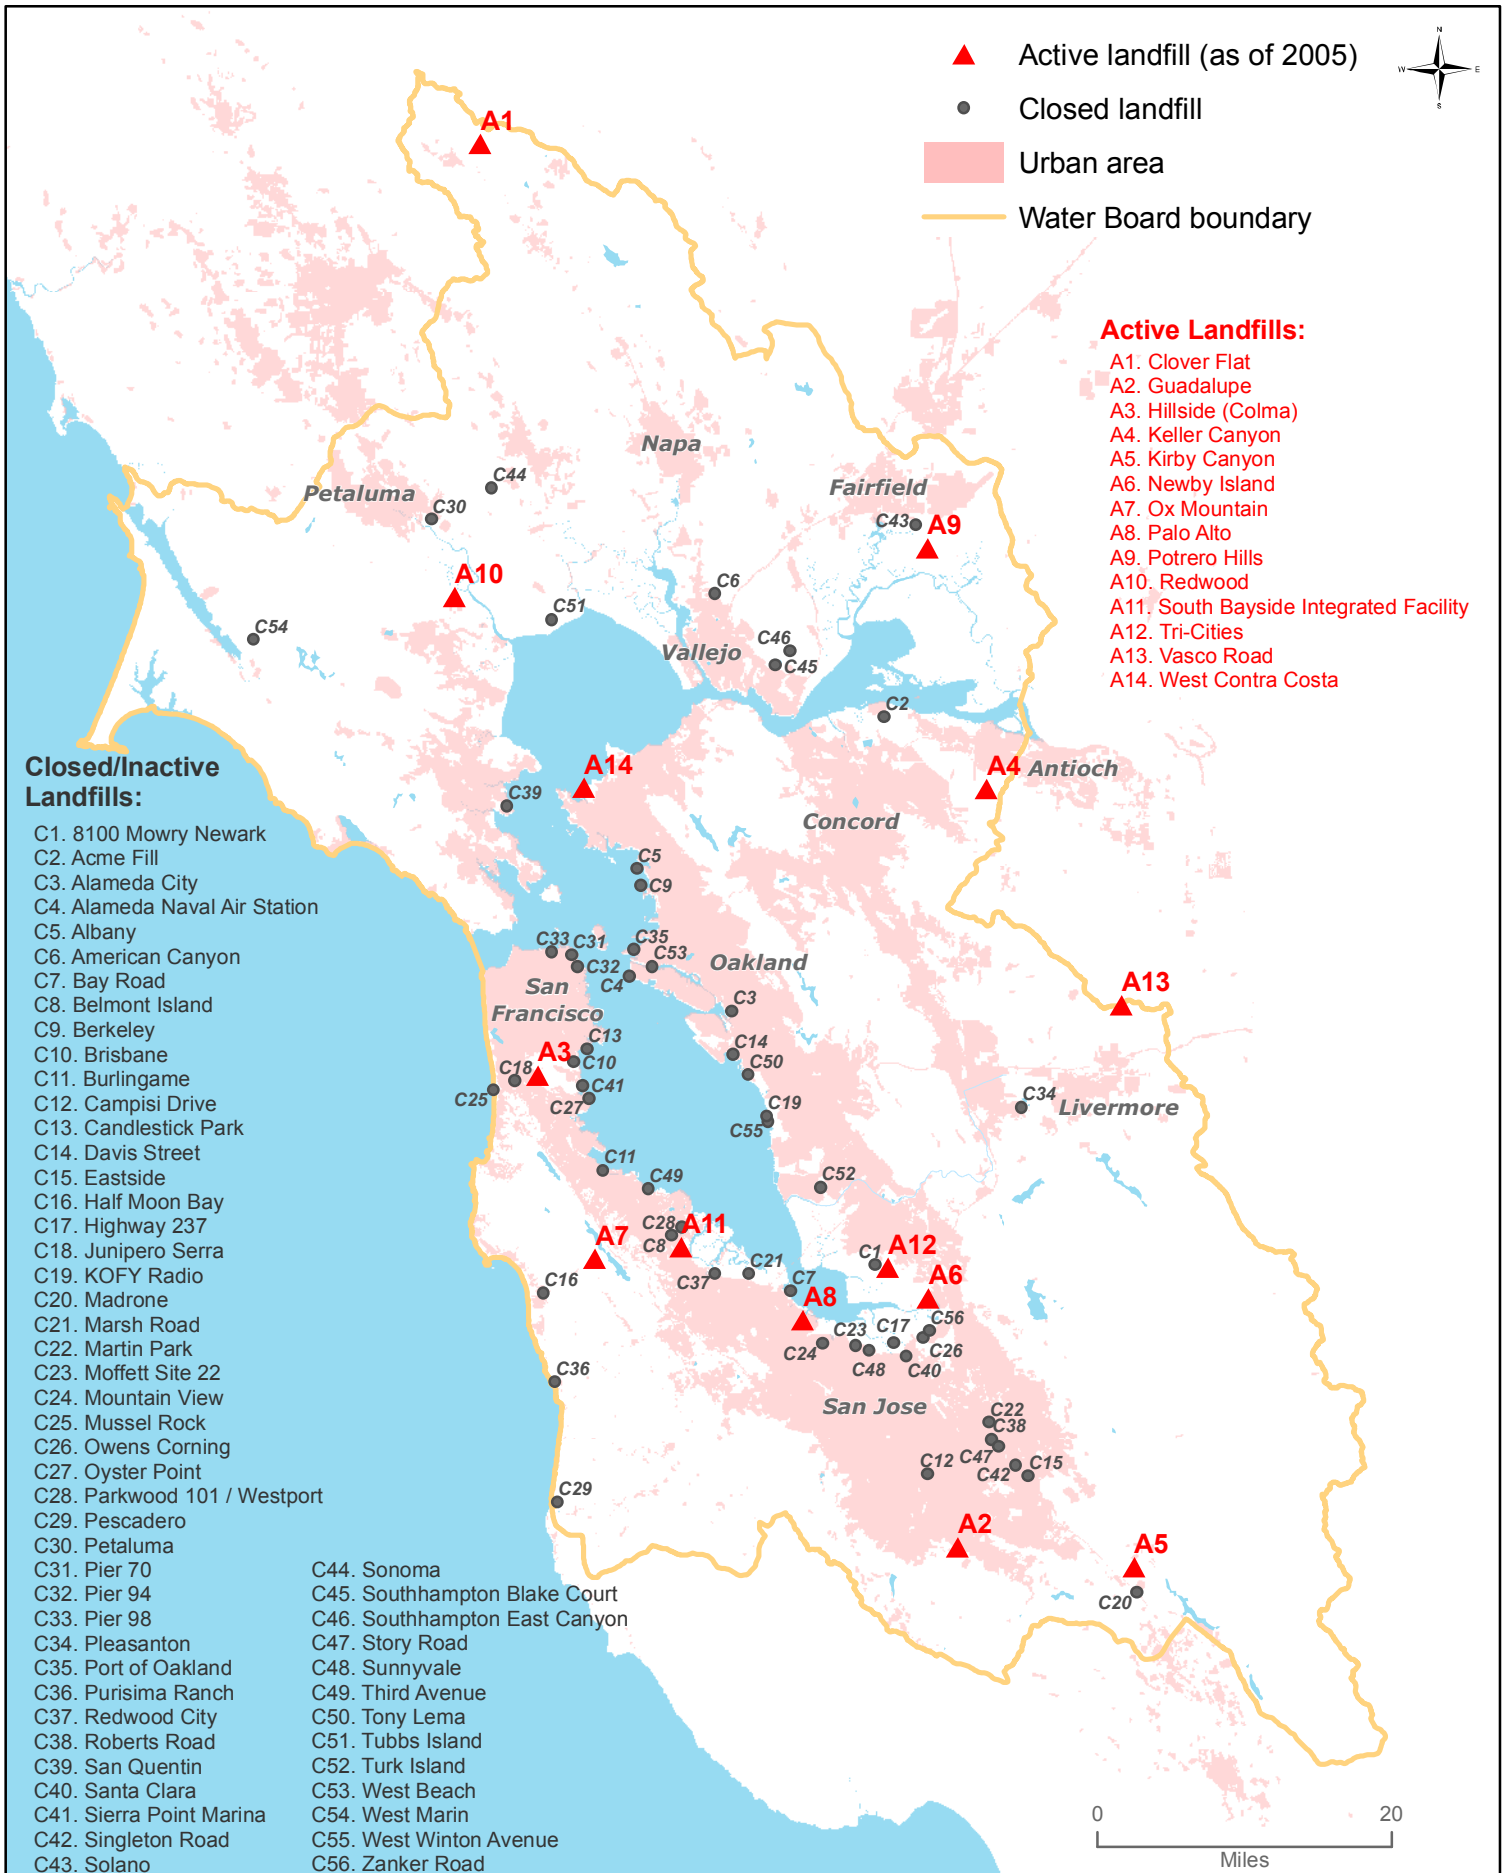 Active landfill (as of 2005)
Closed landfill
Urban area
Water Board boundary
N
W
E
S
Active Landfills:
A1. Clover Flat
A2. Guadalupe
A3. Hillside (Colma)
A4. Keller Canyon
A5. Kirby Canyon
A6. Newby Island
A7. Ox Mountain
A8. Palo Alto
A9. Potrero Hills
A10. Redwood
A11. South Bayside Integrated Facility
A12. Tri-Cities
A13. Vasco Road
A14. West Contra Costa
A1
Napa
Petaluma
C44
C30
Fairfield
C43
A9
A10
C6
C51
C54
C46
Vallejo
C45
C2
A14
A4
Antioch
C39
Concord
C5
C9
C33
C31
C35
C53
C32
C4
Oakland
San
Francisco
A13
C3
C13
A3
C10
C14
C18
C50
C25
C41
C27
C34
Livermore
C19
C55
C11
C49
C52
C28
A11
C8
A7
C1
A12
C37
C21
C7
A6
C16
A8
C56
C23
C17
C24
C48
C26
C40
C36
San Jose
C22
C38
C47
C12
C42
C15
C29
A2
A5
C20
Closed/Inactive
Landfills:
C1. 8100 Mowry Newark
C2. Acme Fill
C3. Alameda City
C4. Alameda Naval Air Station
C5. Albany
C6. American Canyon
C7. Bay Road
C8. Belmont Island
C9. Berkeley
C10. Brisbane
C11. Burlingame
C12. Campisi Drive
C13. Candlestick Park
C14. Davis Street
C15. Eastside
C16. Half Moon Bay
C17. Highway 237
C18. Junipero Serra
C19. KOFY Radio
C20. Madrone
C21. Marsh Road
C22. Martin Park
C23. Moffett Site 22
C24. Mountain View
C25. Mussel Rock
C26. Owens Corning
C27. Oyster Point
C28. Parkwood 101 / Westport
C29. Pescadero
C30. Petaluma
C31. Pier 70
C32. Pier 94
C33. Pier 98
C34. Pleasanton
C35. Port of Oakland
C36. Purisima Ranch
C37. Redwood City
C38. Roberts Road
C39. San Quentin
C40. Santa Clara
C41. Sierra Point Marina
C42. Singleton Road
C43. Solano
C44. Sonoma
C45. Southhampton Blake Court
C46. Southhampton East Canyon
C47. Story Road
C48. Sunnyvale
C49. Third Avenue
C50. Tony Lema
C51. Tubbs Island
C52. Turk Island
C53. West Beach
C54. West Marin
C55. West Winton Avenue
C56. Zanker Road
0
20
Miles